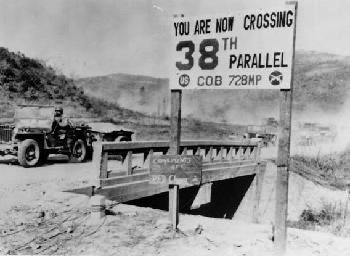 YOU ARE NOW CROSSING
38TH
PARALLEL
US COB 728MP